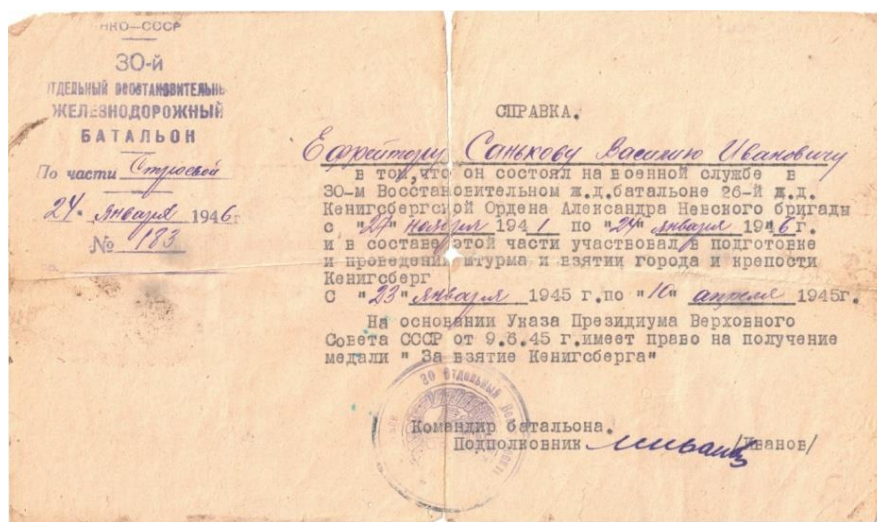 НКО—СССР
30-й
ОТДЕЛЬНЫЙ ВОССТАНОВИТЕЛЬНЫ
ЖЕЛЕЗНОДОРОЖНЫЙ
БАТАЛЬОН
По части Строевой
24. Января 1946г
№ 183
СПРАВКА.
Ефрейтору Санькову Василию Ивановичу
в том, что он состоял на военной службе в
30-м Восстановительном ж.д.батальоне 26-й ж.д.
Кенигсбергской Ордена Александра Невского бригады
с "27" ноября 1941 по "24" января 1946 г.
и в составе этой части участвовал в подготовке
и проведении штурма и взятии города и крепости
Кенигсберг
С "23" января 1945 г.по "10" апреля 1945г.
На основании Указа Президиума Верховного
Совета СССР от 9.6.45 г.имеет право на получение
медали " За взятие Кенигсберга"
30 ОТДЕЛЬНЫЙ
Командир батальона.
Подполковник /Иванов/